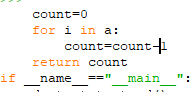 count=0
for i in a:
count=count-1
return count
if __name__=="__main__":